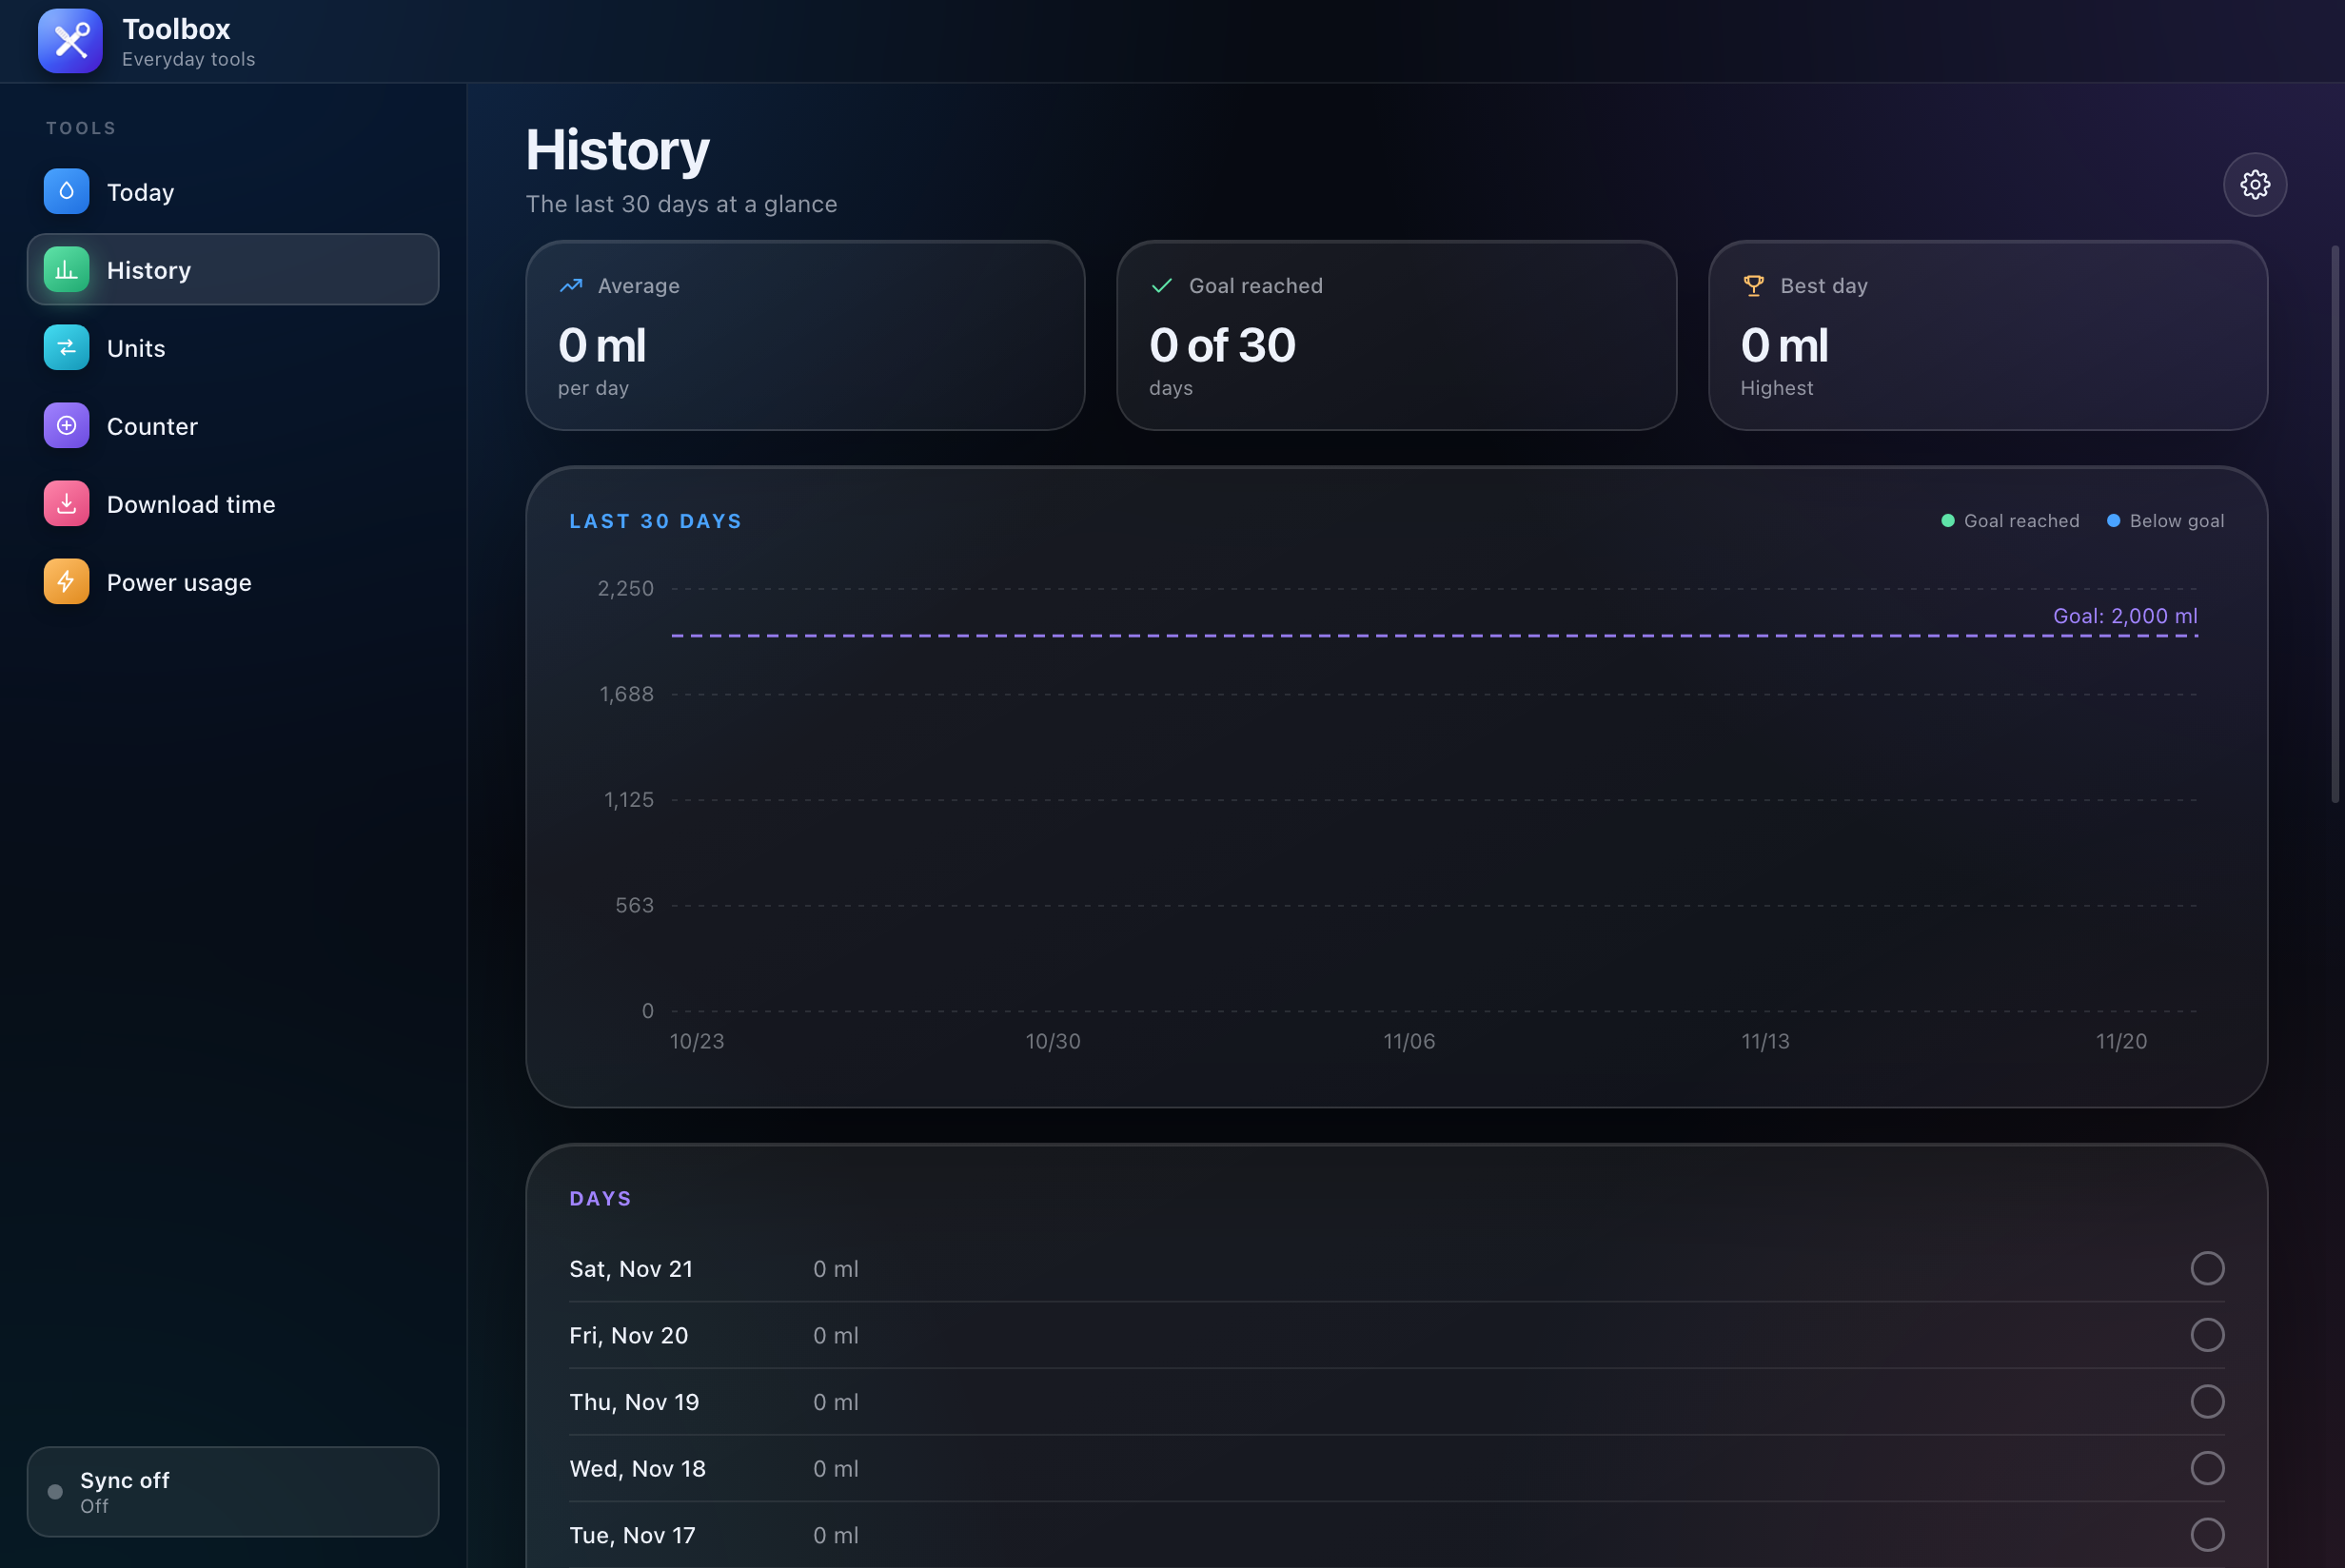 Toolbox
Everyday tools
TOOLS
Today
History
Units
Counter
Download time
Power usage
Sync off
Off
History
The last 30 days at a glance
Average
0 ml
per day
Goal reached
0 of 30
days
Best day
0 ml
Highest
LAST 30 DAYS
Goal reached
Below goal
2,250
Goal: 2,000 ml
1,688
1,125
563
0
10/23
10/30
11/06
11/13
11/20
DAYS
Sat, Nov 21
0 ml
Fri, Nov 20
0 ml
Thu, Nov 19
0 ml
Wed, Nov 18
0 ml
Tue, Nov 17
0 ml